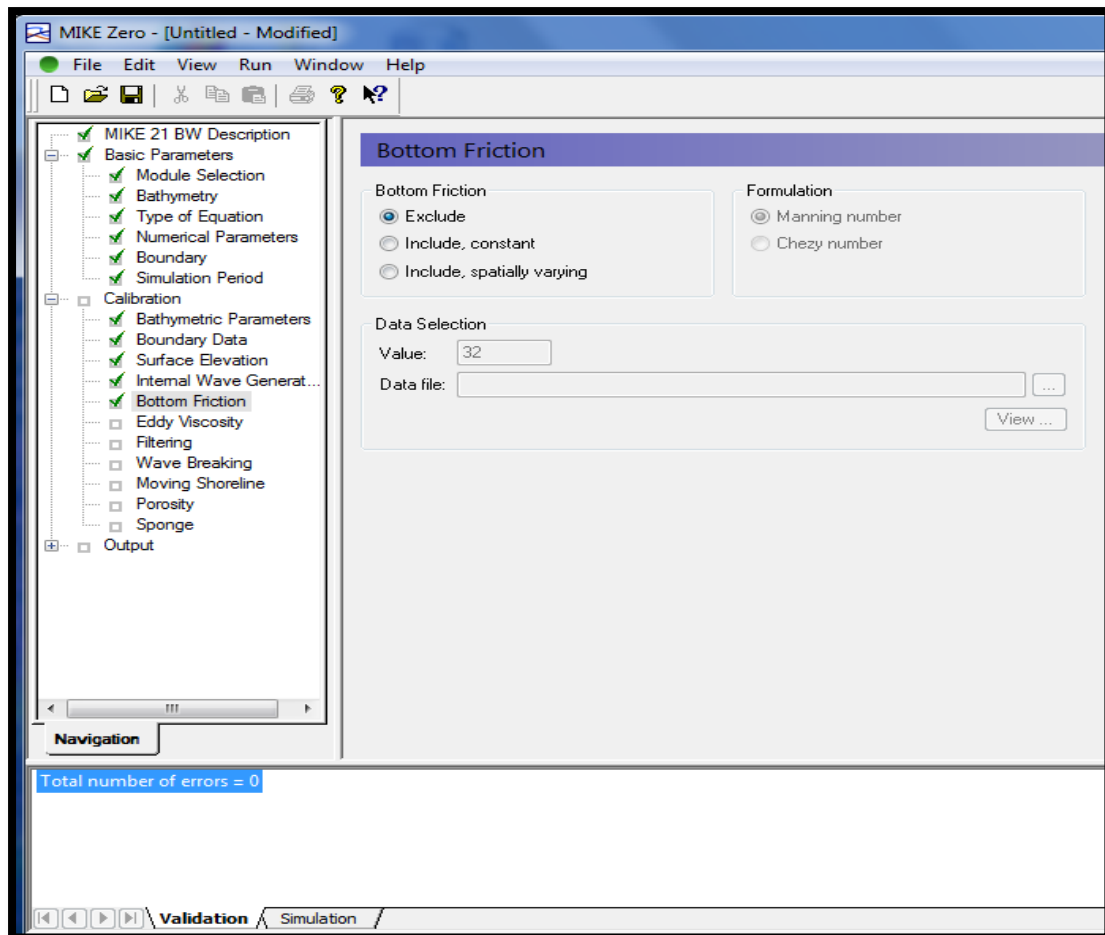 MIKE Zero - [Untitled - Modified]
File Edit View Run Window Help
MIKE 21 BW Description
Basic Parameters
Module Selection
Bathymetry
Type of Equation
Numerical Parameters
Boundary
Simulation Period
Calibration
Bathymetric Parameters
Boundary Data
Surface Elevation
Internal Wave Generat...
Bottom Friction
Eddy Viscosity
Filtering
Wave Breaking
Moving Shoreline
Porosity
Sponge
Output
Navigation
Bottom Friction
Bottom Friction
Exclude
Include, constant
Include, spatially varying
Formulation
Manning number
Chezy number
Data Selection
Value: 32
Data file: ...
View ...
Total number of errors = 0
Validation Simulation